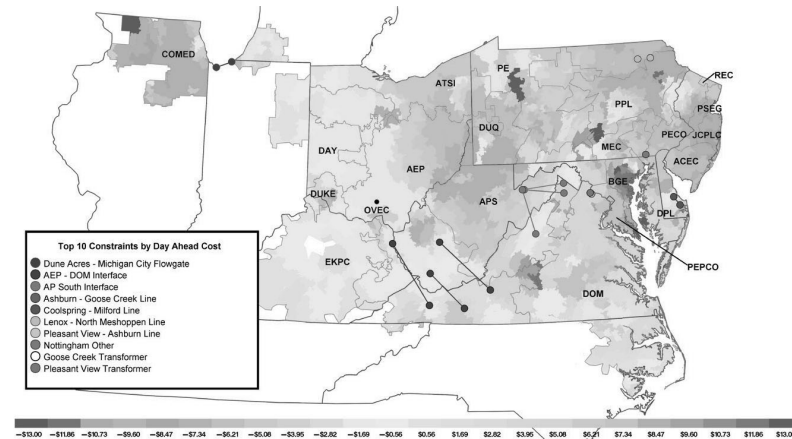 COMED
PE
REC
ATSI
PPL
PSEG
DUQ
PECO
JCPLC
DAY
MEC
AEP
ACEC
DUKE
BGE
OVEC
APS
DPL
PEPCO
EKPC
DOM
Top 10 Constraints by Day Ahead Cost
Dune Acres - Michigan City Flowgate
AEP - DOM Interface
AP South Interface
Ashburn - Goose Creek Line
Coolspring - Milford Line
Lenox - North Meshoppen Line
Pleasant View - Ashburn Line
Nottingham Other
Goose Creek Transformer
Pleasant View Transformer
–$13.00 –$11.86 –$10.73 –$9.60 –$8.47 –$7.34 –$6.21 –$5.08 –$3.95 –$2.82 –$1.69 –$0.56 $0.56 $1.69 $2.82 $3.95 $5.08 $6.21 $7.34 $8.47 $9.60 $10.73 $11.86 $13.0